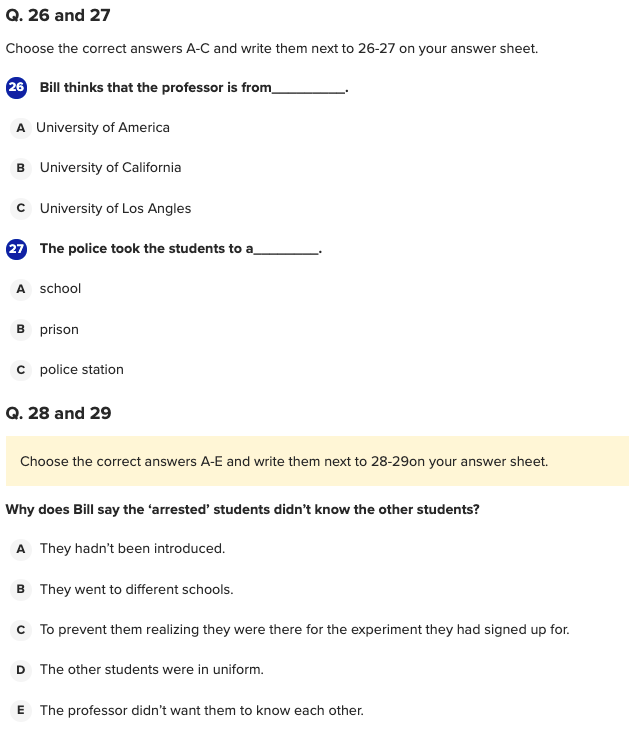 Q. 26 and 27
Choose the correct answers A-C and write them next to 26-27 on your answer sheet.
26 Bill thinks that the professor is from__________.
A University of America
B University of California
C University of Los Angles
27 The police took the students to a_________.
A school
B prison
C police station
Q. 28 and 29
Choose the correct answers A-E and write them next to 28-29on your answer sheet.
Why does Bill say the ‘arrested’ students didn’t know the other students?
A They hadn’t been introduced.
B They went to different schools.
C To prevent them realizing they were there for the experiment they had signed up for.
D The other students were in uniform.
E The professor didn’t want them to know each other.